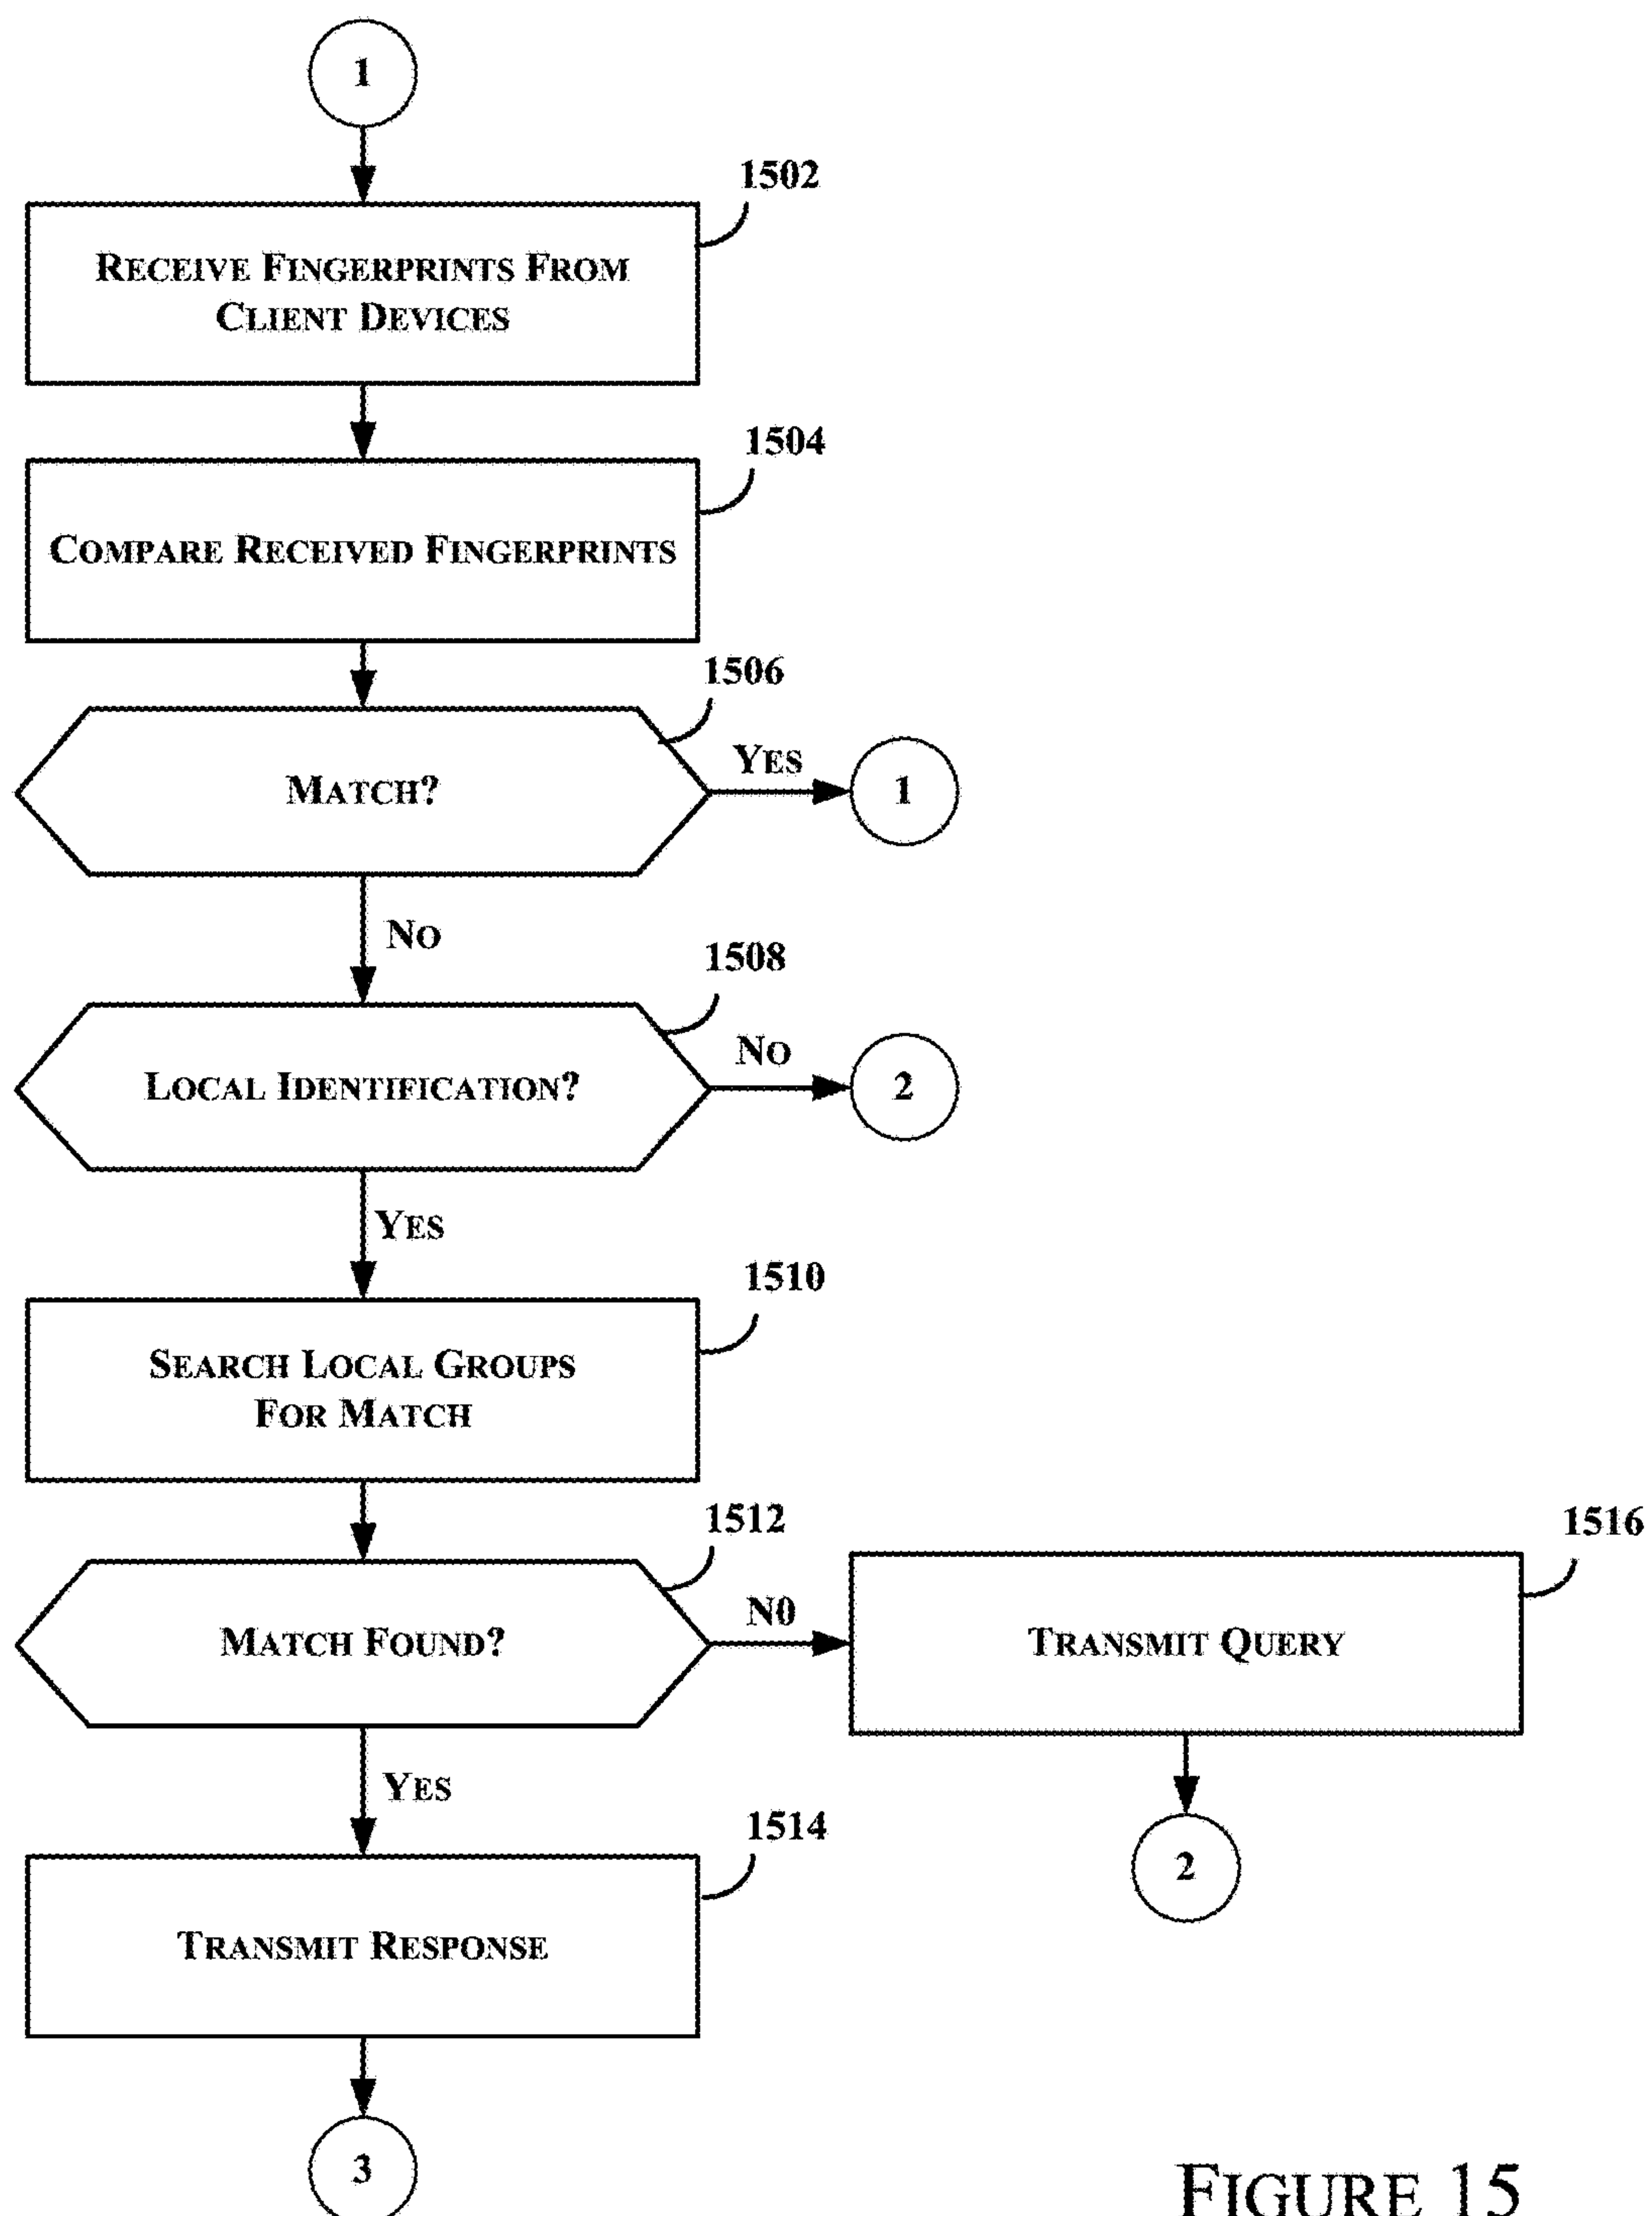 1
1502
RECEIVE FINGERPRINTS FROM
CLIENT DEVICES
1504
COMPARE RECEIVED FINGERPRINTS
1506
MATCH?
YES
1
NO
1508
LOCAL IDENTIFICATION?
NO
2
YES
1510
SEARCH LOCAL GROUPS
FOR MATCH
1512
MATCH FOUND?
N0
1516
TRANSMIT QUERY
2
YES
1514
TRANSMIT RESPONSE
3
FIGURE 15